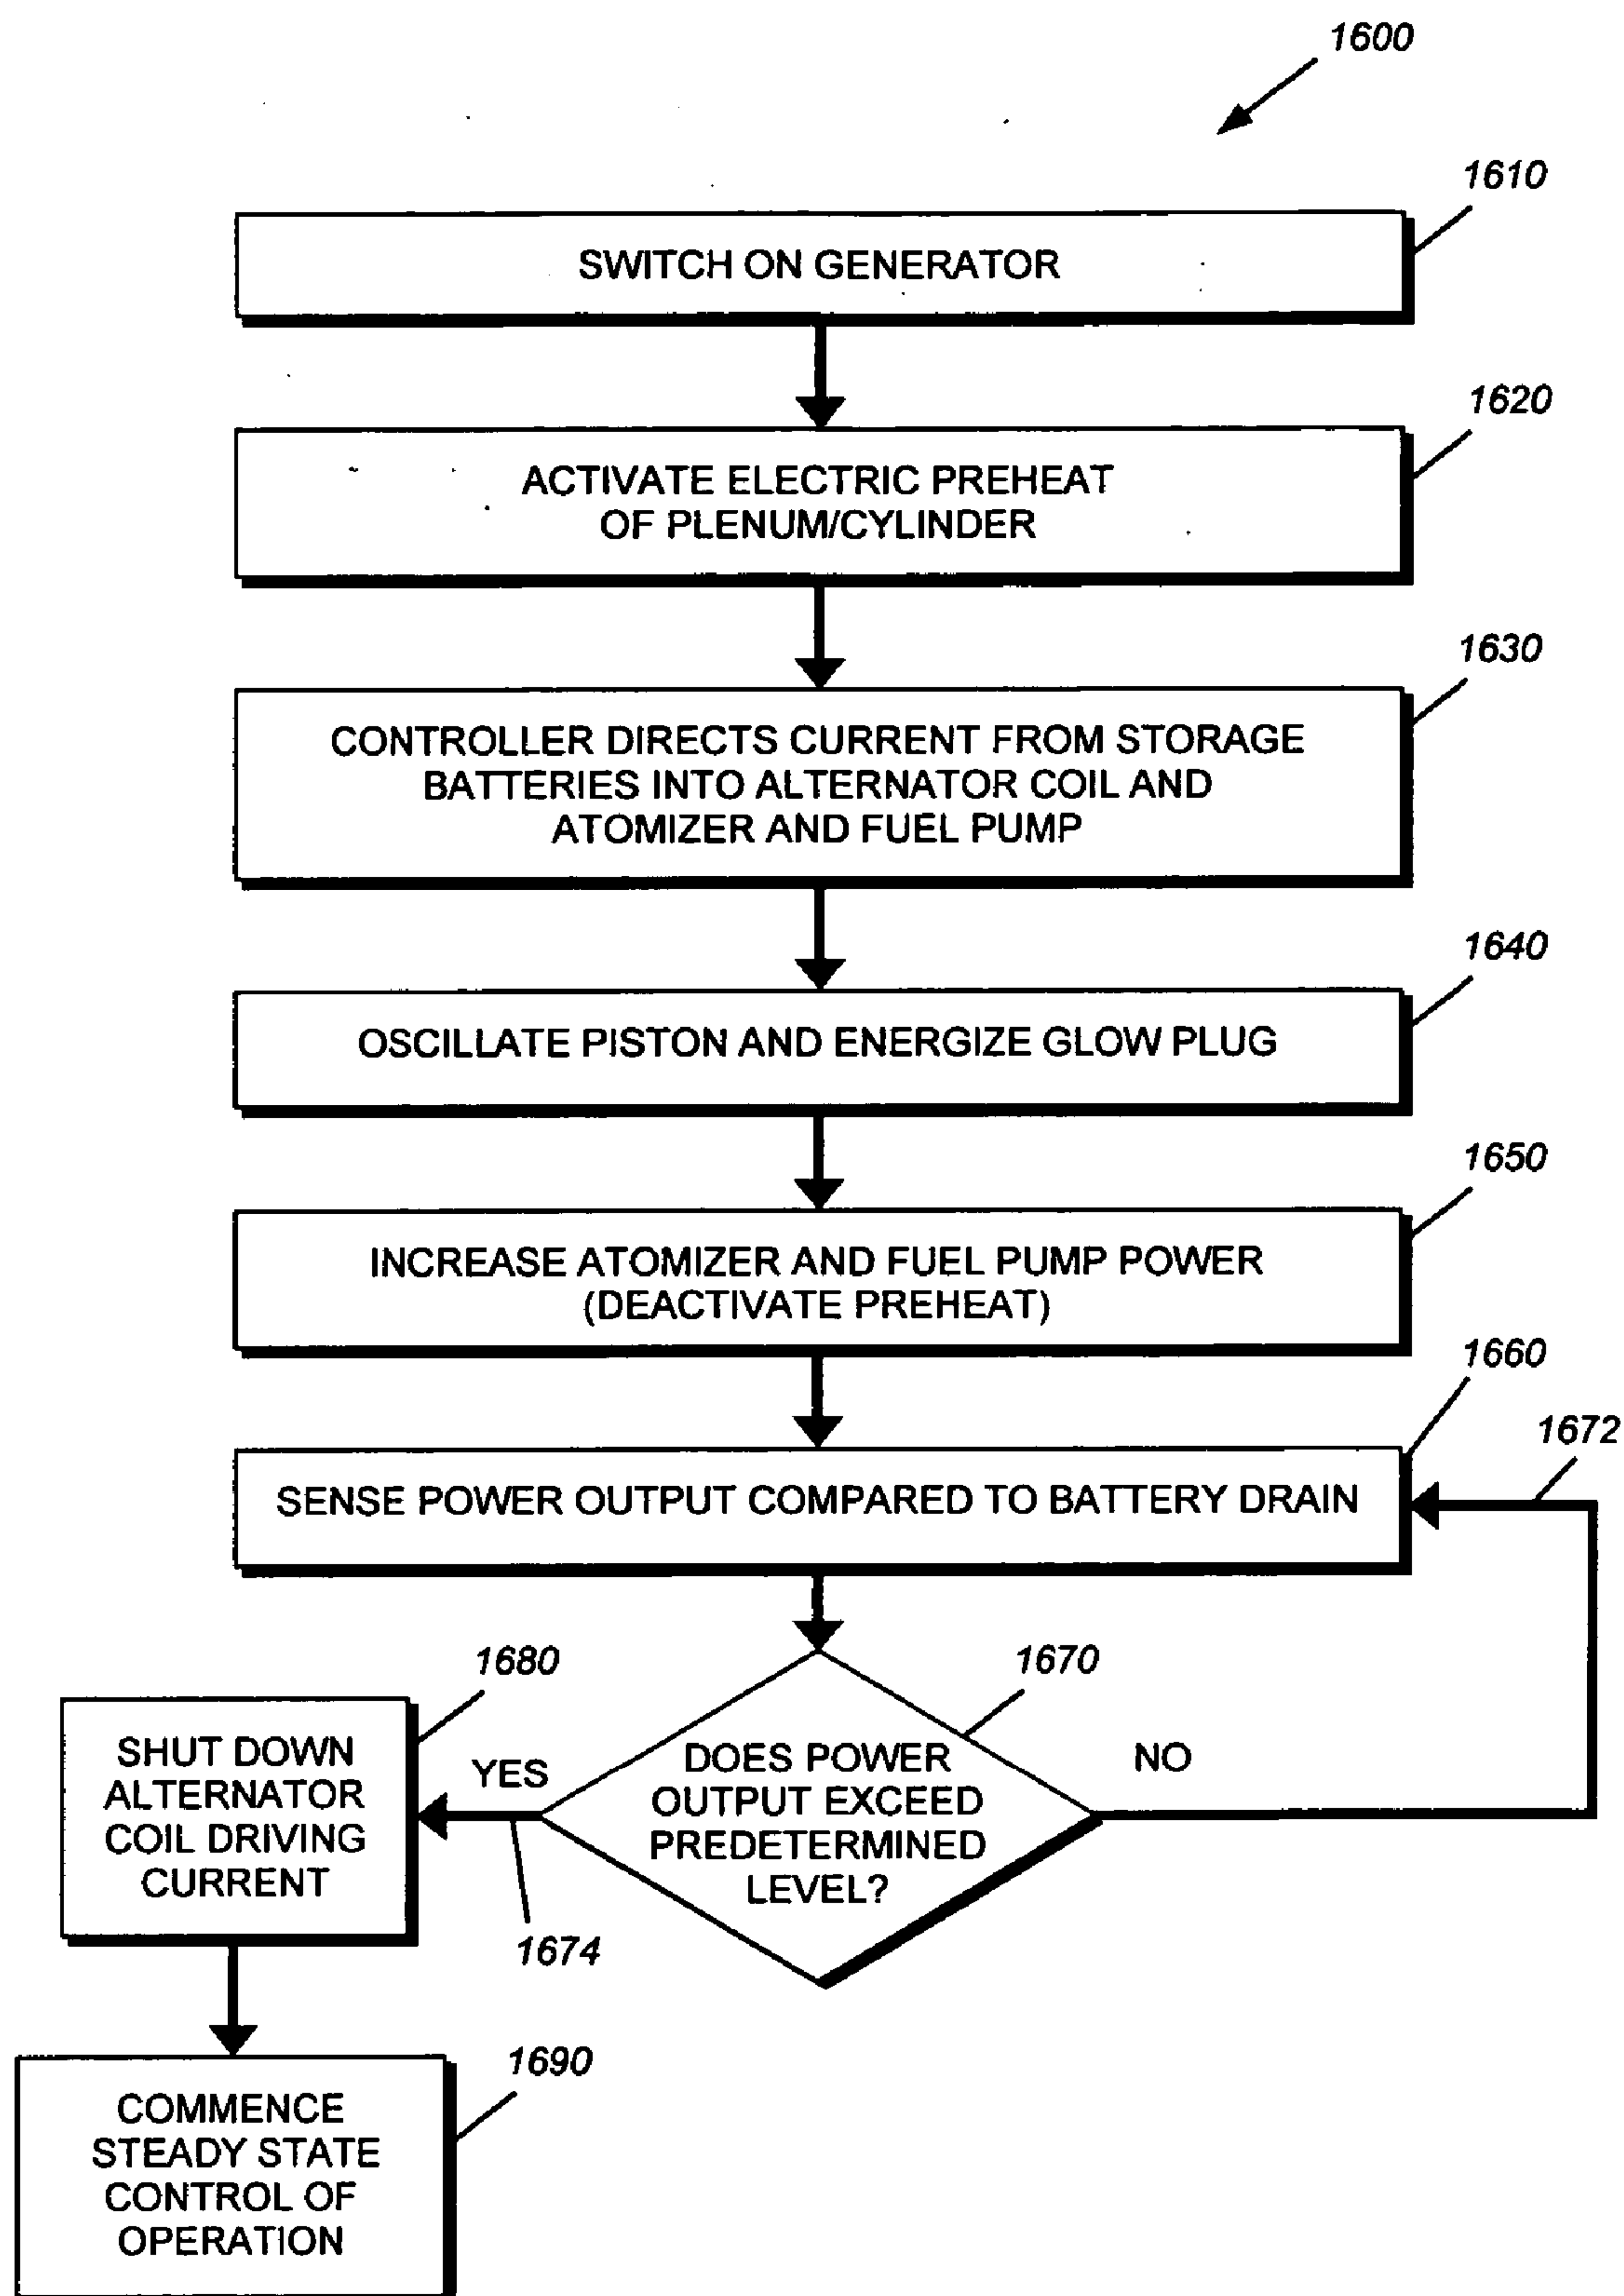 1600
1610
SWITCH ON GENERATOR
1620
ACTIVATE ELECTRIC PREHEAT
OF PLENUM/CYLINDER
1630
CONTROLLER DIRECTS CURRENT FROM STORAGE
BATTERIES INTO ALTERNATOR COIL AND
ATOMIZER AND FUEL PUMP
1640
OSCILLATE PISTON AND ENERGIZE GLOW PLUG
1650
INCREASE ATOMIZER AND FUEL PUMP POWER
(DEACTIVATE PREHEAT)
1660
1672
SENSE POWER OUTPUT COMPARED TO BATTERY DRAIN
1670
DOES POWER
OUTPUT EXCEED
PREDETERMINED
LEVEL?
NO
YES
1674
1680
SHUT DOWN
ALTERNATOR
COIL DRIVING
CURRENT
1690
COMMENCE
STEADY STATE
CONTROL OF
OPERATION